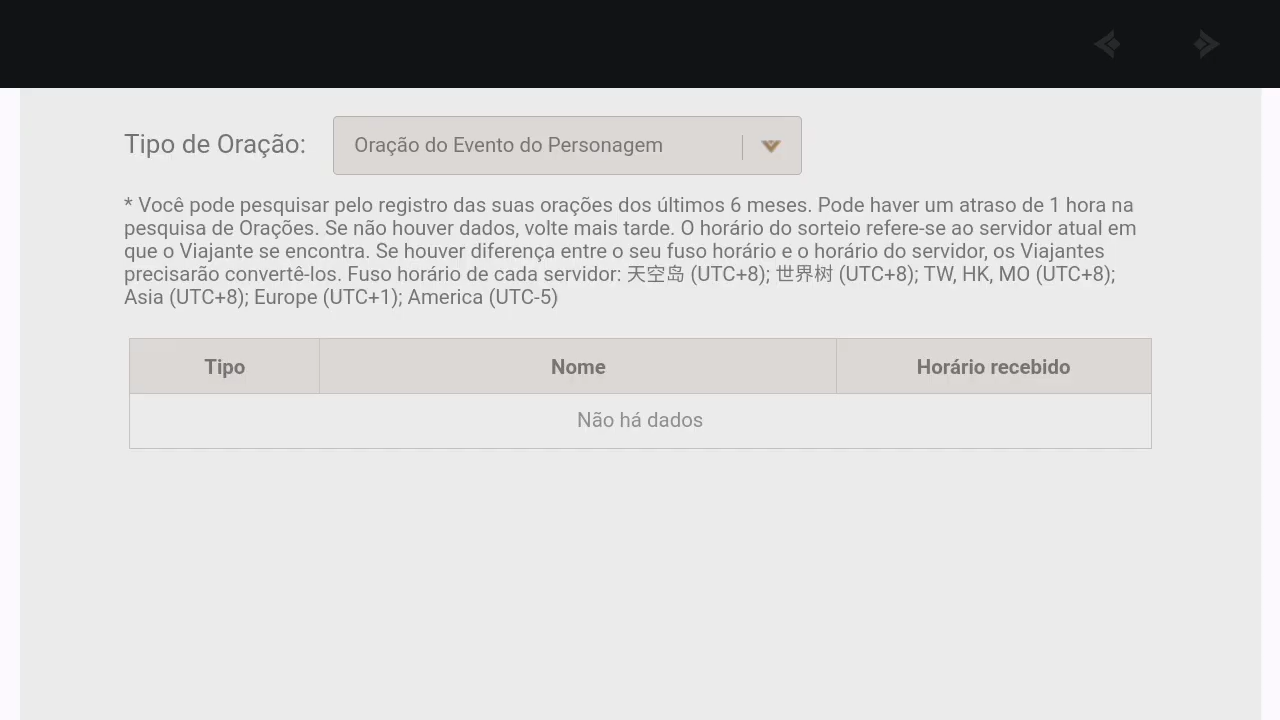 Tipo de Oração:
Oração do Evento do Personagem
* Você pode pesquisar pelo registro das suas orações dos últimos 6 meses. Pode haver um atraso de 1 hora na
pesquisa de Orações. Se não houver dados, volte mais tarde. O horário do sorteio refere-se ao servidor atual em
que o Viajante se encontra. Se houver diferença entre o seu fuso horário e o horário do servidor, os Viajantes
precisarão convertê-los. Fuso horário de cada servidor: 天空岛 (UTC+8); 世界树 (UTC+8); TW, HK, MO (UTC+8);
Asia (UTC+8); Europe (UTC+1); America (UTC-5)
Tipo Nome Horário recebido
Não há dados